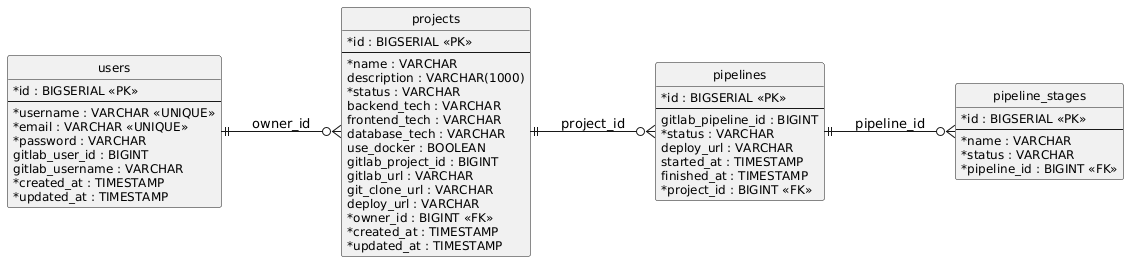 users
*id : BIGSERIAL «PK»
*username : VARCHAR «UNIQUE»
*email : VARCHAR «UNIQUE»
*password : VARCHAR
gitlab_user_id : BIGINT
gitlab_username : VARCHAR
*created_at : TIMESTAMP
*updated_at : TIMESTAMP
owner_id
projects
*id : BIGSERIAL «PK»
*name : VARCHAR
description : VARCHAR(1000)
*status : VARCHAR
backend_tech : VARCHAR
frontend_tech : VARCHAR
database_tech : VARCHAR
use_docker : BOOLEAN
gitlab_project_id : BIGINT
gitlab_url : VARCHAR
git_clone_url : VARCHAR
deploy_url : VARCHAR
*owner_id : BIGINT «FK»
*created_at : TIMESTAMP
*updated_at : TIMESTAMP
project_id
pipelines
*id : BIGSERIAL «PK»
gitlab_pipeline_id : BIGINT
*status : VARCHAR
deploy_url : VARCHAR
started_at : TIMESTAMP
finished_at : TIMESTAMP
*project_id : BIGINT «FK»
pipeline_id
pipeline_stages
*id : BIGSERIAL «PK»
*name : VARCHAR
*status : VARCHAR
*pipeline_id : BIGINT «FK»